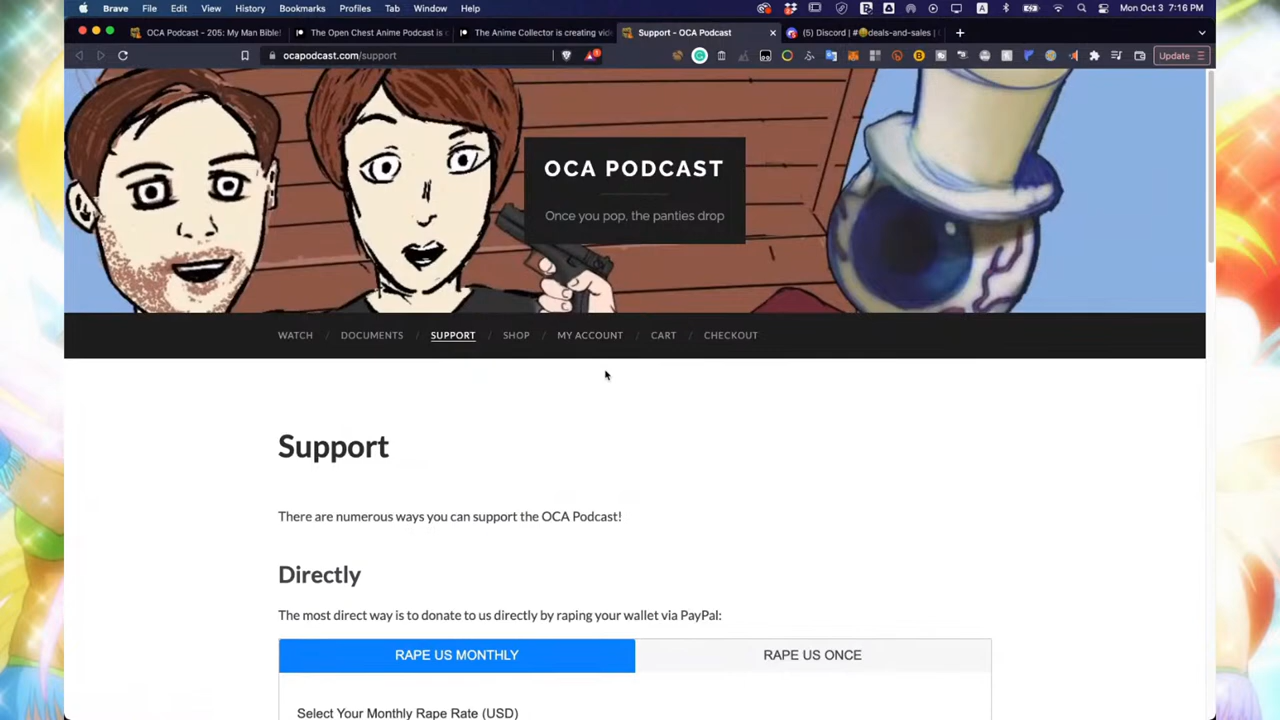 Brave File Edit View History Bookmarks Profiles Tab Window Help Mon Oct 3 7:16 PM
OCA Podcast - 205: My Man Bible! The Open Chest Anime Podcast is c The Anime Collector is creating vide Support - OCA Podcast (5) Discord | #🤑deals-and-sales |
ocapodcast.com/support Update
OCA PODCAST
Once you pop, the panties drop
WATCH / DOCUMENTS / SUPPORT / SHOP / MY ACCOUNT / CART / CHECKOUT
Support
There are numerous ways you can support the OCA Podcast!
Directly
The most direct way is to donate to us directly by raping your wallet via PayPal:
RAPE US MONTHLY RAPE US ONCE
Select Your Monthly Rape Rate (USD)